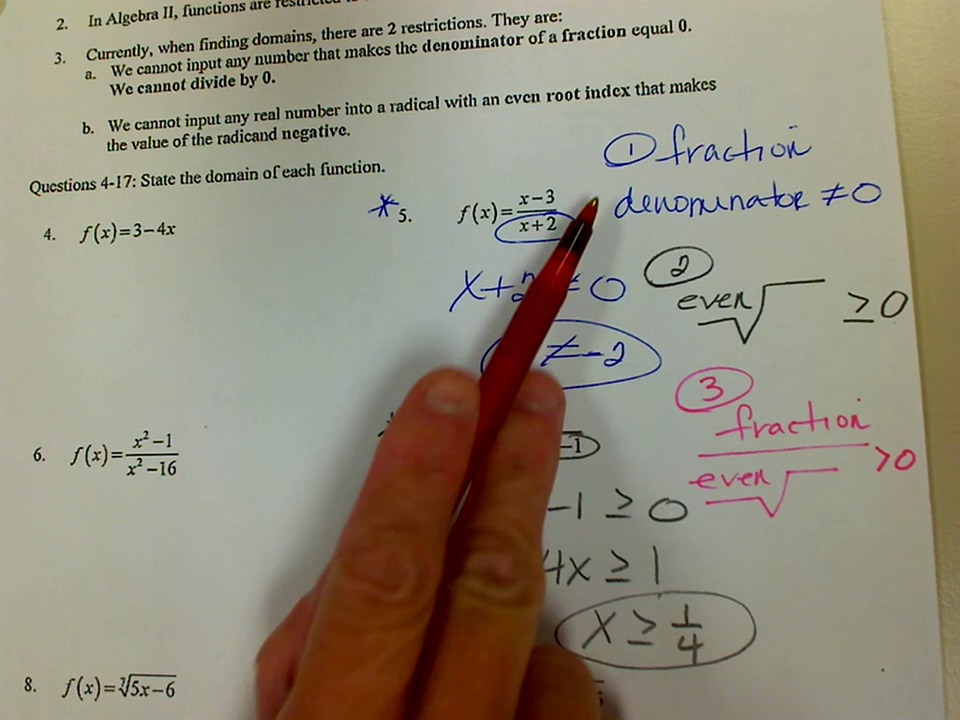 2. In Algebra II, functions are
3. Currently, when finding domains, there are 2 restrictions. They are:
a. We cannot input any number that makes the denominator of a fraction equal 0.
We cannot divide by 0.
b. We cannot input any real number into a radical with an even root index that makes
the value of the radicand negative.
① fraction
denominator ≠ 0
Questions 4-17: State the domain of each function.
4. f(x)=3−4x
* 5. f(x)=x−3/x+2
x+2 ≠ 0
≠ -2
② even √ ≥ 0
③ fraction
even √ > 0
6. f(x)=x²−1/x²−16
−1
-1 ≥ 0
4x ≥ 1
x ≥ 1/4
8. f(x)=∛5x−6